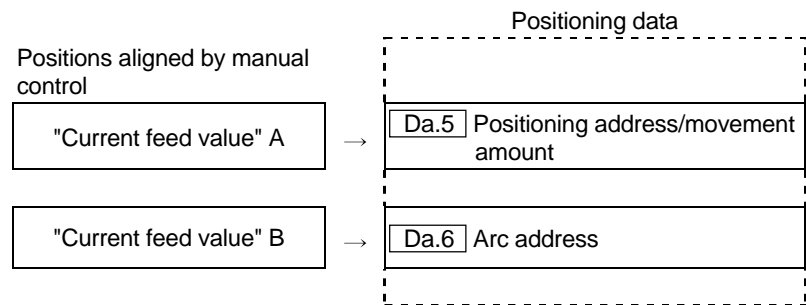 Positioning data
Positions aligned by manual
control
"Current feed value" A
→
Da.5 Positioning address/movement
amount
"Current feed value" B
→
Da.6 Arc address